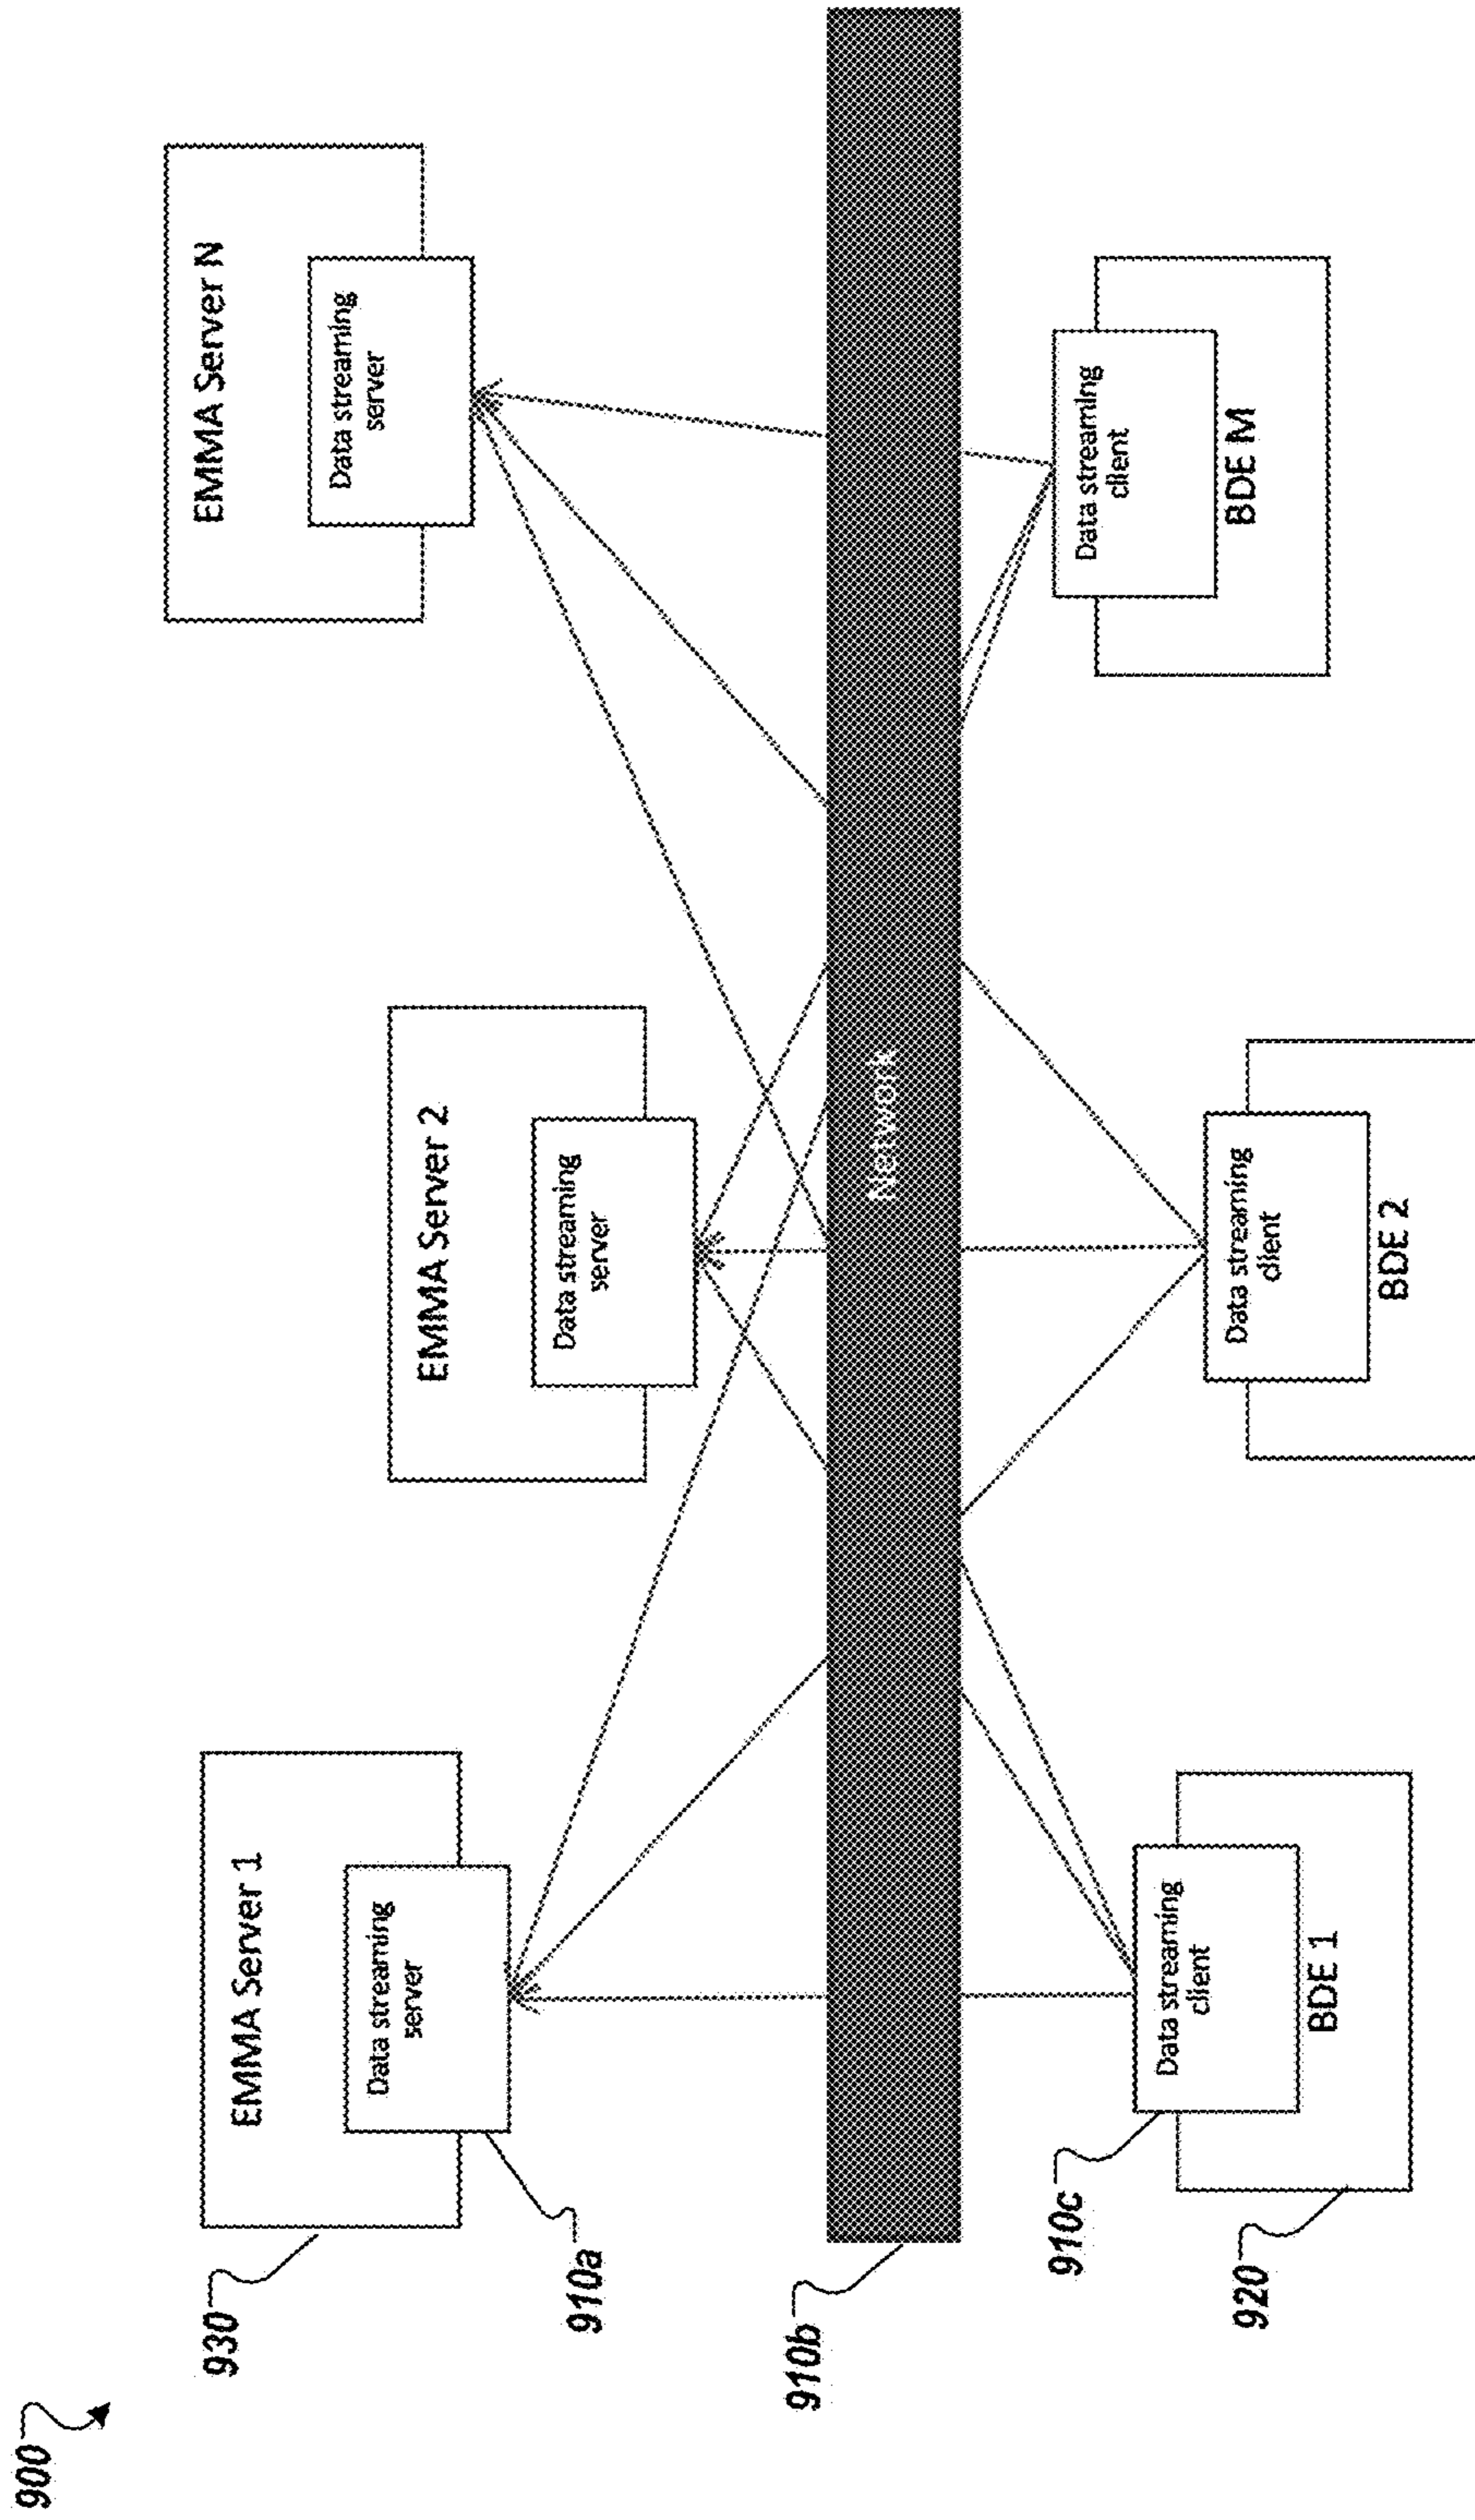 900
930
EMMA Server 1
Data streaming
server
910a
EMMA Server 2
Data streaming
server
EMMA Server N
Data streaming
server
910b
Network
910c
Data streaming
client
BDE 1
920
Data streaming
client
BDE 2
Data streaming
client
BDE M